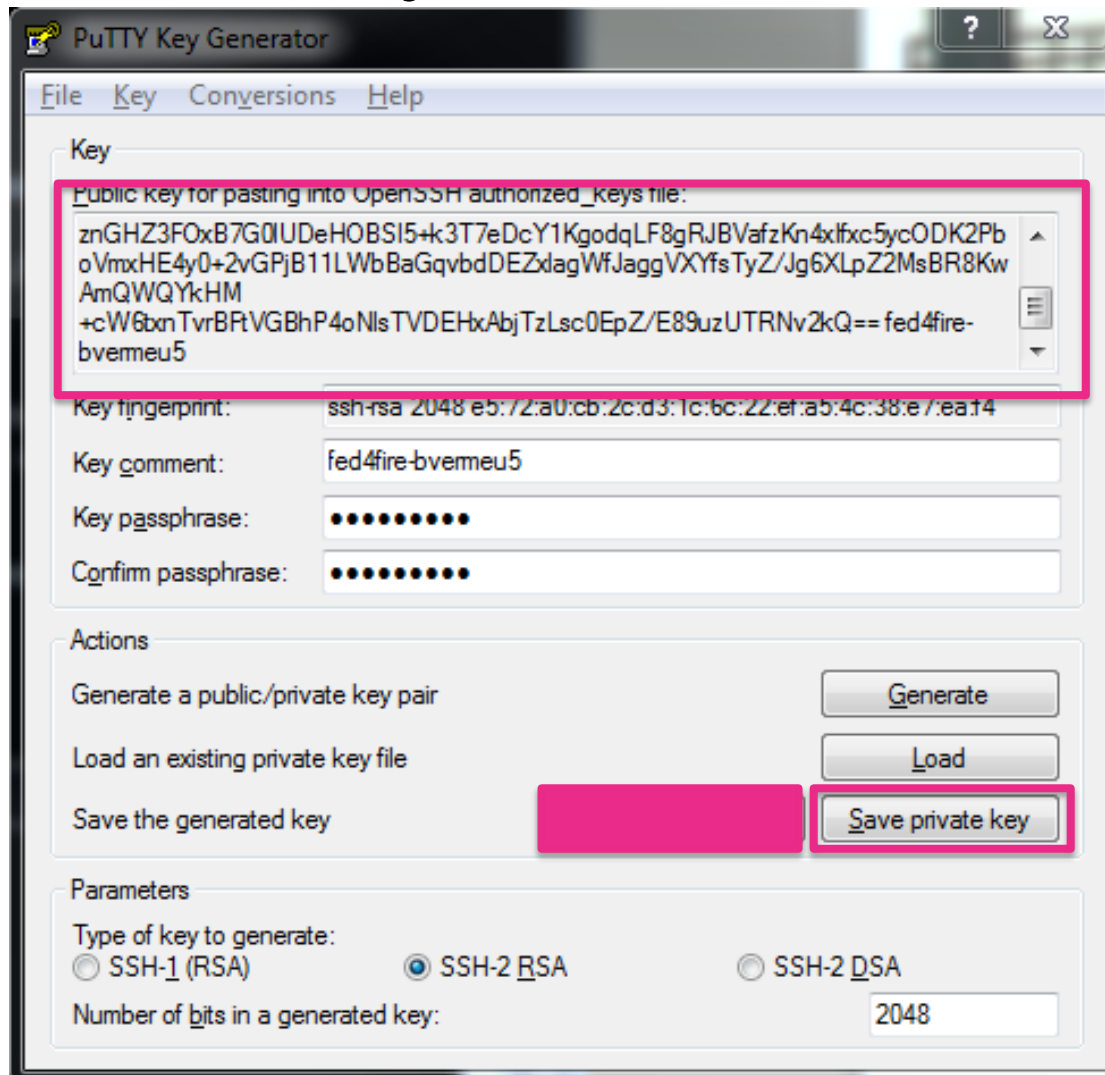 PuTTY Key Generator
File Key Conversions Help
Key
Public key for pasting into OpenSSH authorized_keys file:
znGHZ3FOxB7G0IUDeHOBSI5+k3T7eDcY1KgodqLF8gRJBVafzKn4xIfxc5ycODK2Pb
oVmxHE4y0+2vGPjB11LWbBaGqvbdDEZxlagWfJaggVXYfsTyZ/Jg6XLpZ2MsBR8Kw
AmQWQYkHM
+cW6bxnTvrBFtVGBhP4oNIsTVDEHxAbjTzLsc0EpZ/E89uzUTRNv2kQ== fed4fire-
bvermeu5
Key fingerprint: ssh-rsa 2048 e5:72:a0:cb:2c:d3:1c:6c:22:ef:a5:4c:38:e7:ea:f4
Key comment: fed4fire-bvermeu5
Key passphrase: ●●●●●●●●●
Confirm passphrase: ●●●●●●●●●
Actions
Generate a public/private key pair Generate
Load an existing private key file Load
Save the generated key Save private key
Parameters
Type of key to generate:
SSH-1 (RSA) SSH-2 RSA SSH-2 DSA
Number of bits in a generated key: 2048